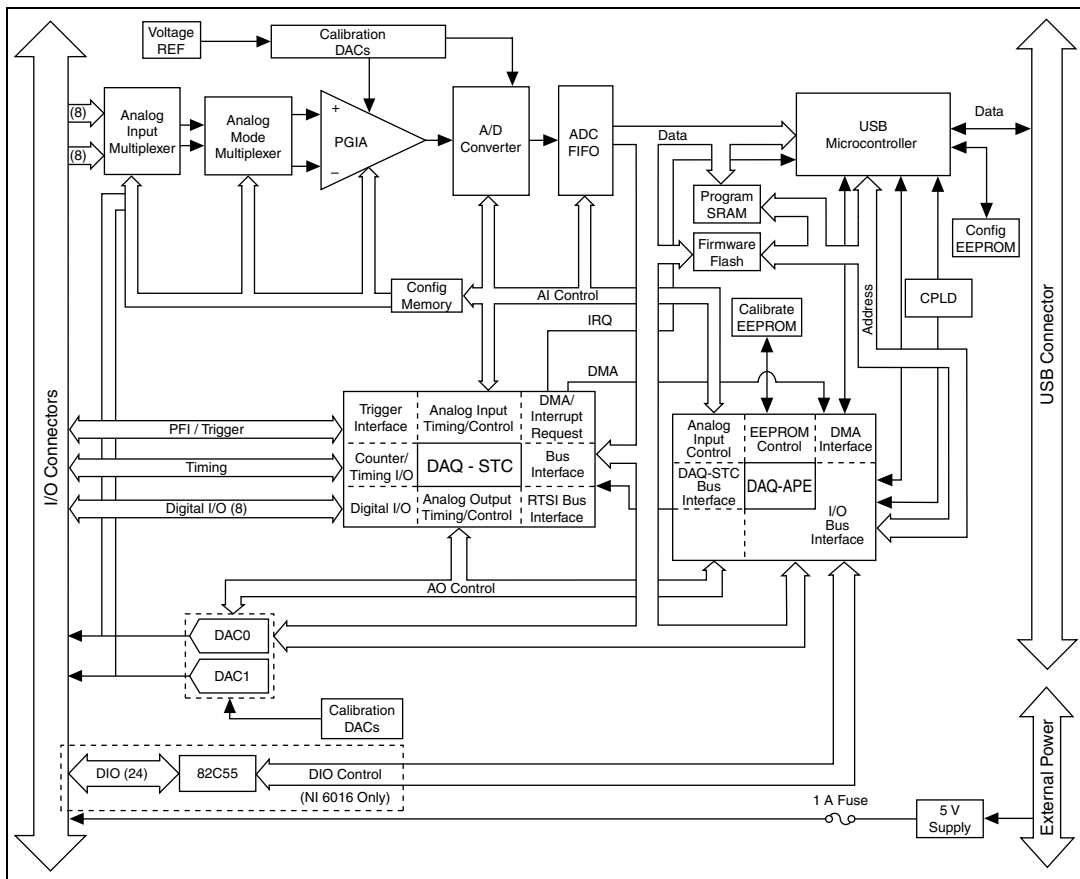 Voltage
REF
Calibration
DACs
(8)
(8)
Analog
Input
Multiplexer
Analog
Mode
Multiplexer
+
PGIA
–
A/D
Converter
ADC
FIFO
Data
USB
Microcontroller
Data
Program
SRAM
Firmware
Flash
Config
EEPROM
Config
Memory
AI Control
IRQ
DMA
Calibrate
EEPROM
Address
CPLD
I/O Connectors
USB Connector
PFI / Trigger
Timing
Digital I/O (8)
Trigger
Interface
Analog Input
Timing/Control
DMA/
Interrupt
Request
Counter/
Timing I/O
DAQ - STC
Bus
Interface
Digital I/O
Analog Output
Timing/Control
RTSI Bus
Interface
Analog
Input
Control
EEPROM
Control
DMA
Interface
DAQ-STC
Bus
Interface
DAQ-APE
I/O
Bus
Interface
AO Control
DAC0
DAC1
Calibration
DACs
DIO (24)
82C55
DIO Control
(NI 6016 Only)
1 A Fuse
5 V
Supply
External Power